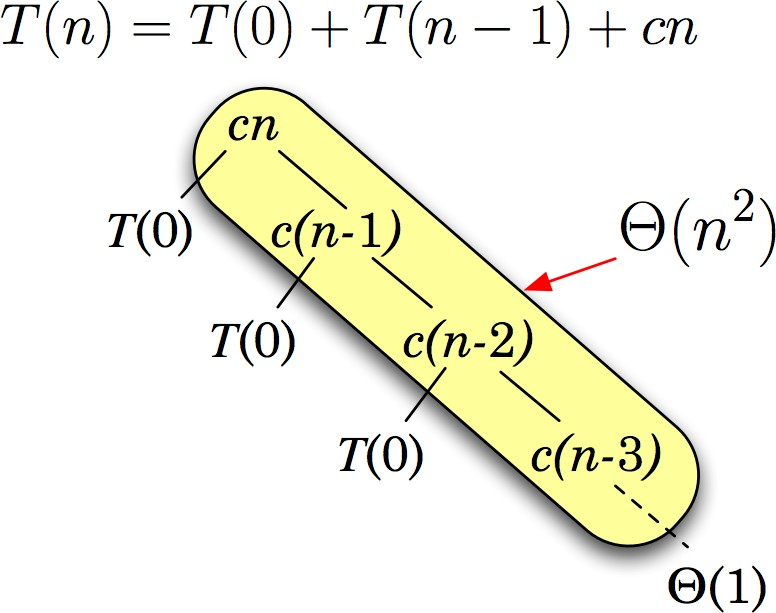 T(n) = T(0) + T(n − 1) + cn
cn
T(0)
c(n-1)
Θ(n²)
T(0)
c(n-2)
T(0)
c(n-3)
Θ(1)